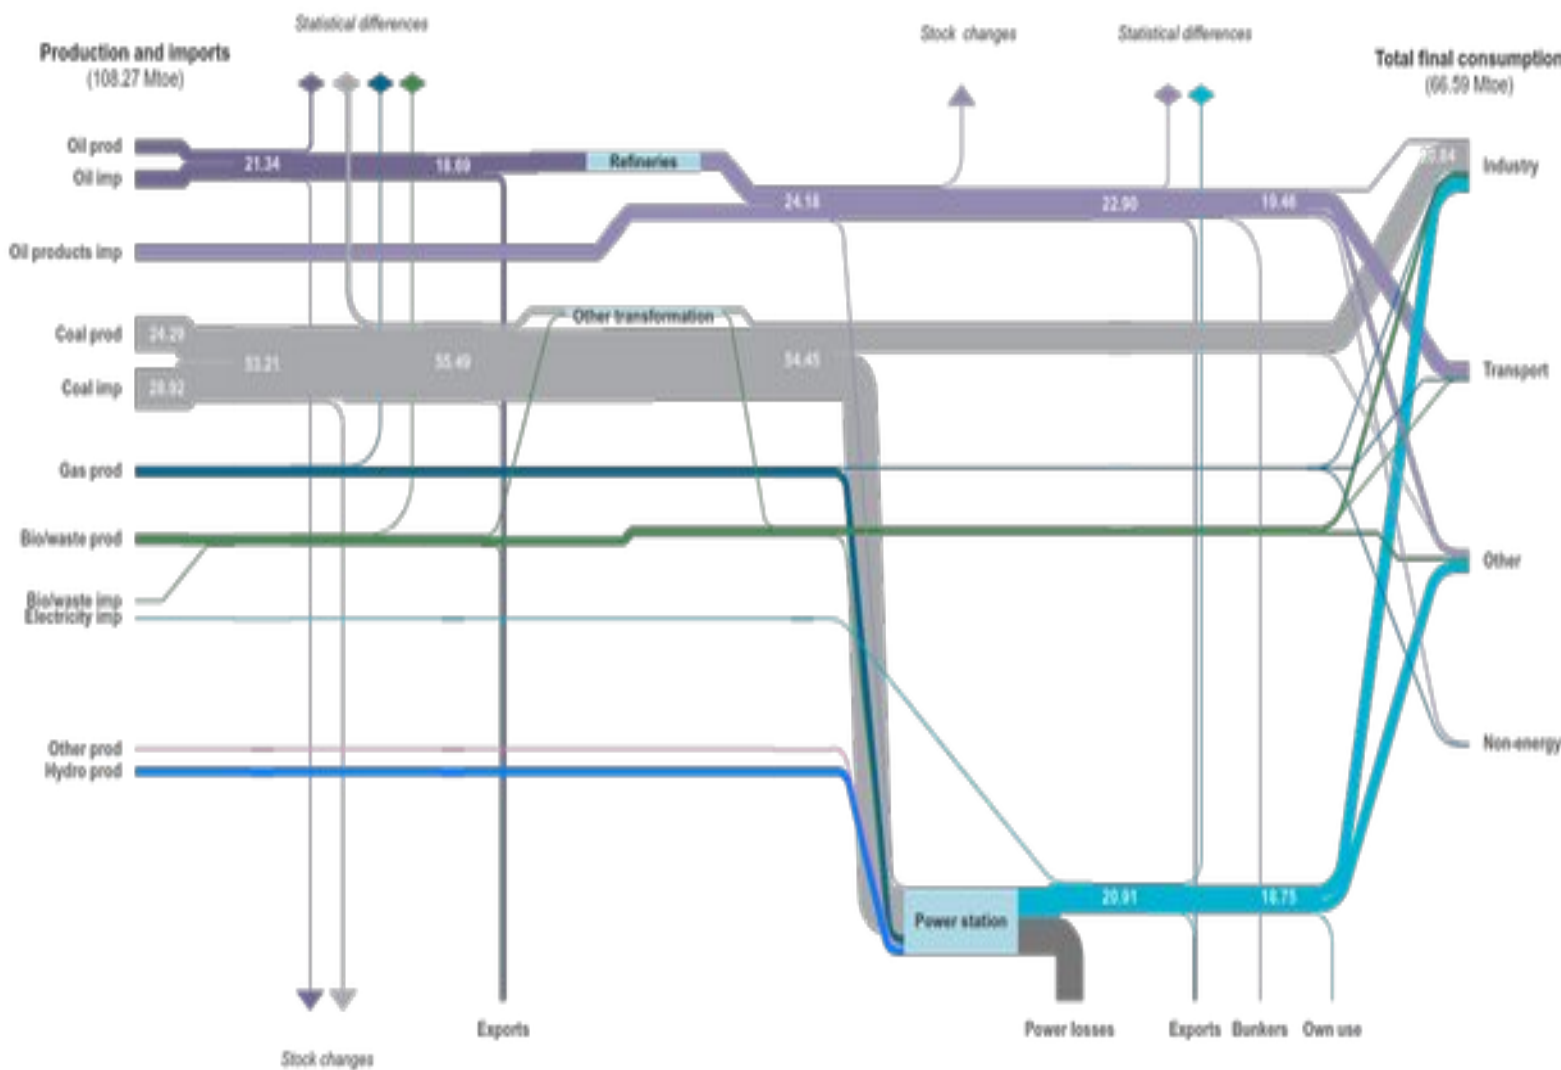 Statistical differences
Stock changes
Statistical differences
Production and imports
(108.27 Mtoe)
Total final consumption
(66.59 Mtoe)
Oil prod
21.34
18.69
Refineries
Industry
Oil imp
24.18
22.90
19.46
Oil products imp
Coal prod
24.29
Other transformation
53.21
55.49
54.45
Transport
Coal imp
28.92
Gas prod
Bio/waste prod
Other
Bio/waste imp
Electricity imp
Other prod
Hydro prod
Non-energy
20.91
18.75
Power station
Exports
Power losses
Exports
Bunkers
Own use
Stock changes